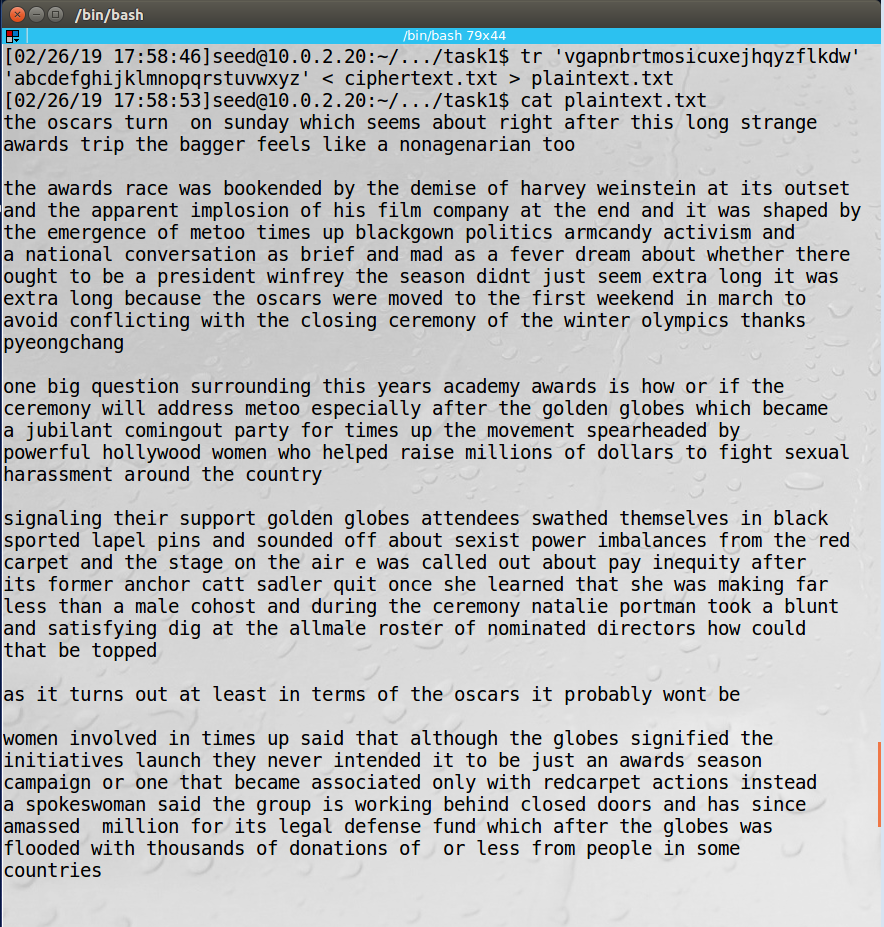 /bin/bash
/bin/bash 79x44
[02/26/19 17:58:46]seed@10.0.2.20:~/.../task1$ tr 'vgapnbrtmosicuxejhqyzflkdw'
'abcdefghijklmnopqrstuvwxyz' < ciphertext.txt > plaintext.txt
[02/26/19 17:58:53]seed@10.0.2.20:~/.../task1$ cat plaintext.txt
the oscars turn  on sunday which seems about right after this long strange
awards trip the bagger feels like a nonagenarian too

the awards race was bookended by the demise of harvey weinstein at its outset
and the apparent implosion of his film company at the end and it was shaped by
the emergence of metoo times up blackgown politics armcandy activism and
a national conversation as brief and mad as a fever dream about whether there
ought to be a president winfrey the season didnt just seem extra long it was
extra long because the oscars were moved to the first weekend in march to
avoid conflicting with the closing ceremony of the winter olympics thanks
pyeongchang

one big question surrounding this years academy awards is how or if the
ceremony will address metoo especially after the golden globes which became
a jubilant comingout party for times up the movement spearheaded by
powerful hollywood women who helped raise millions of dollars to fight sexual
harassment around the country

signaling their support golden globes attendees swathed themselves in black
sported lapel pins and sounded off about sexist power imbalances from the red
carpet and the stage on the air e was called out about pay inequity after
its former anchor catt sadler quit once she learned that she was making far
less than a male cohost and during the ceremony natalie portman took a blunt
and satisfying dig at the allmale roster of nominated directors how could
that be topped

as it turns out at least in terms of the oscars it probably wont be

women involved in times up said that although the globes signified the
initiatives launch they never intended it to be just an awards season
campaign or one that became associated only with redcarpet actions instead
a spokeswoman said the group is working behind closed doors and has since
amassed  million for its legal defense fund which after the globes was
flooded with thousands of donations of  or less from people in some
countries